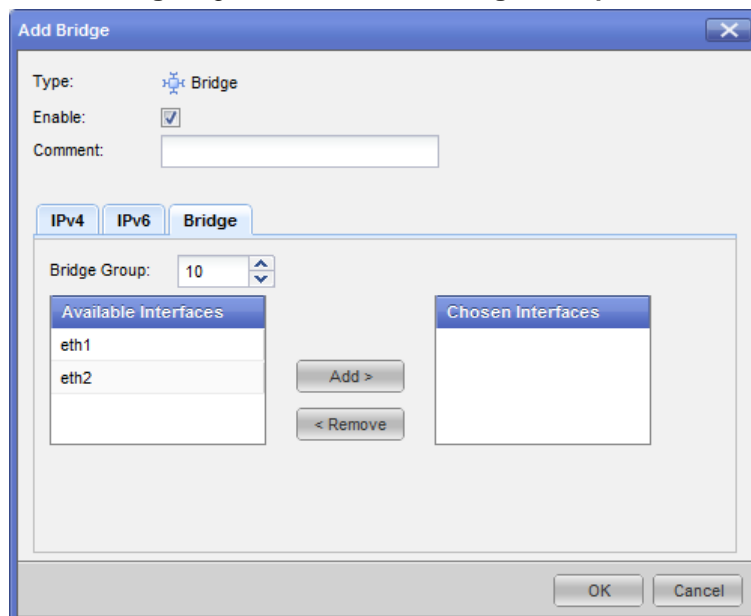 Add Bridge
Type: Bridge
Enable:
Comment:
IPv4 IPv6 Bridge
Bridge Group: 10
Available Interfaces Chosen Interfaces
eth1
eth2
Add >
< Remove
OK Cancel